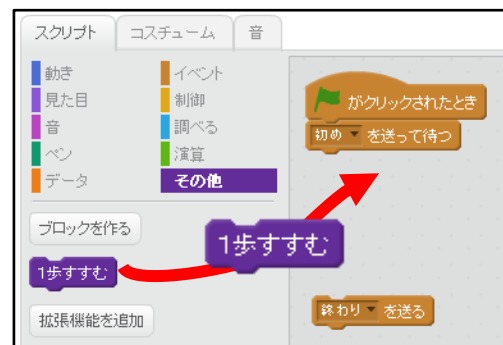 スクリプト コスチューム 音
動き イベント
見た目 制御
音 調べる
ペン 演算
データ その他
ブロックを作る
1歩すすむ
拡張機能を追加
1歩すすむ
がクリックされたとき
初め を送って待つ
終わり を送る